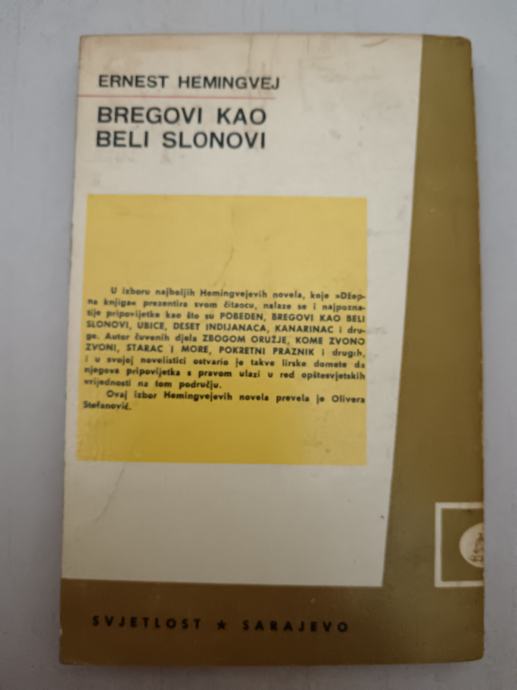 ERNEST HEMINGVEJ
BREGOVI KAO
BELI SLONOVI
U izboru najboljih Hemingvejevih novela, koje »Džep-
na knjiga« prezentira svom čitaocu, nalaze se i najpozna-
tije pripovijetke kao što su POBEĐEN, BREGOVI KAO BELI
SLONOVI, UBICE, DESET INDIJANACA, KANARINAC i dru-
ge. Autor čuvenih djela ZBOGOM ORUŽJE, KOME ZVONO
ZVONI, STARAC I MORE, POKRETNI PRAZNIK i drugih,
i u svojoj novelistici ostvario je takve lirske domete da
njegova pripovijetka s pravom ulazi u red opštesvjetskih
vrijednosti na tom području.
Ovaj izbor Hemingvejevih novela prevela je Olivera
Stefanović.
SVJETLOST ★ SARAJEVO